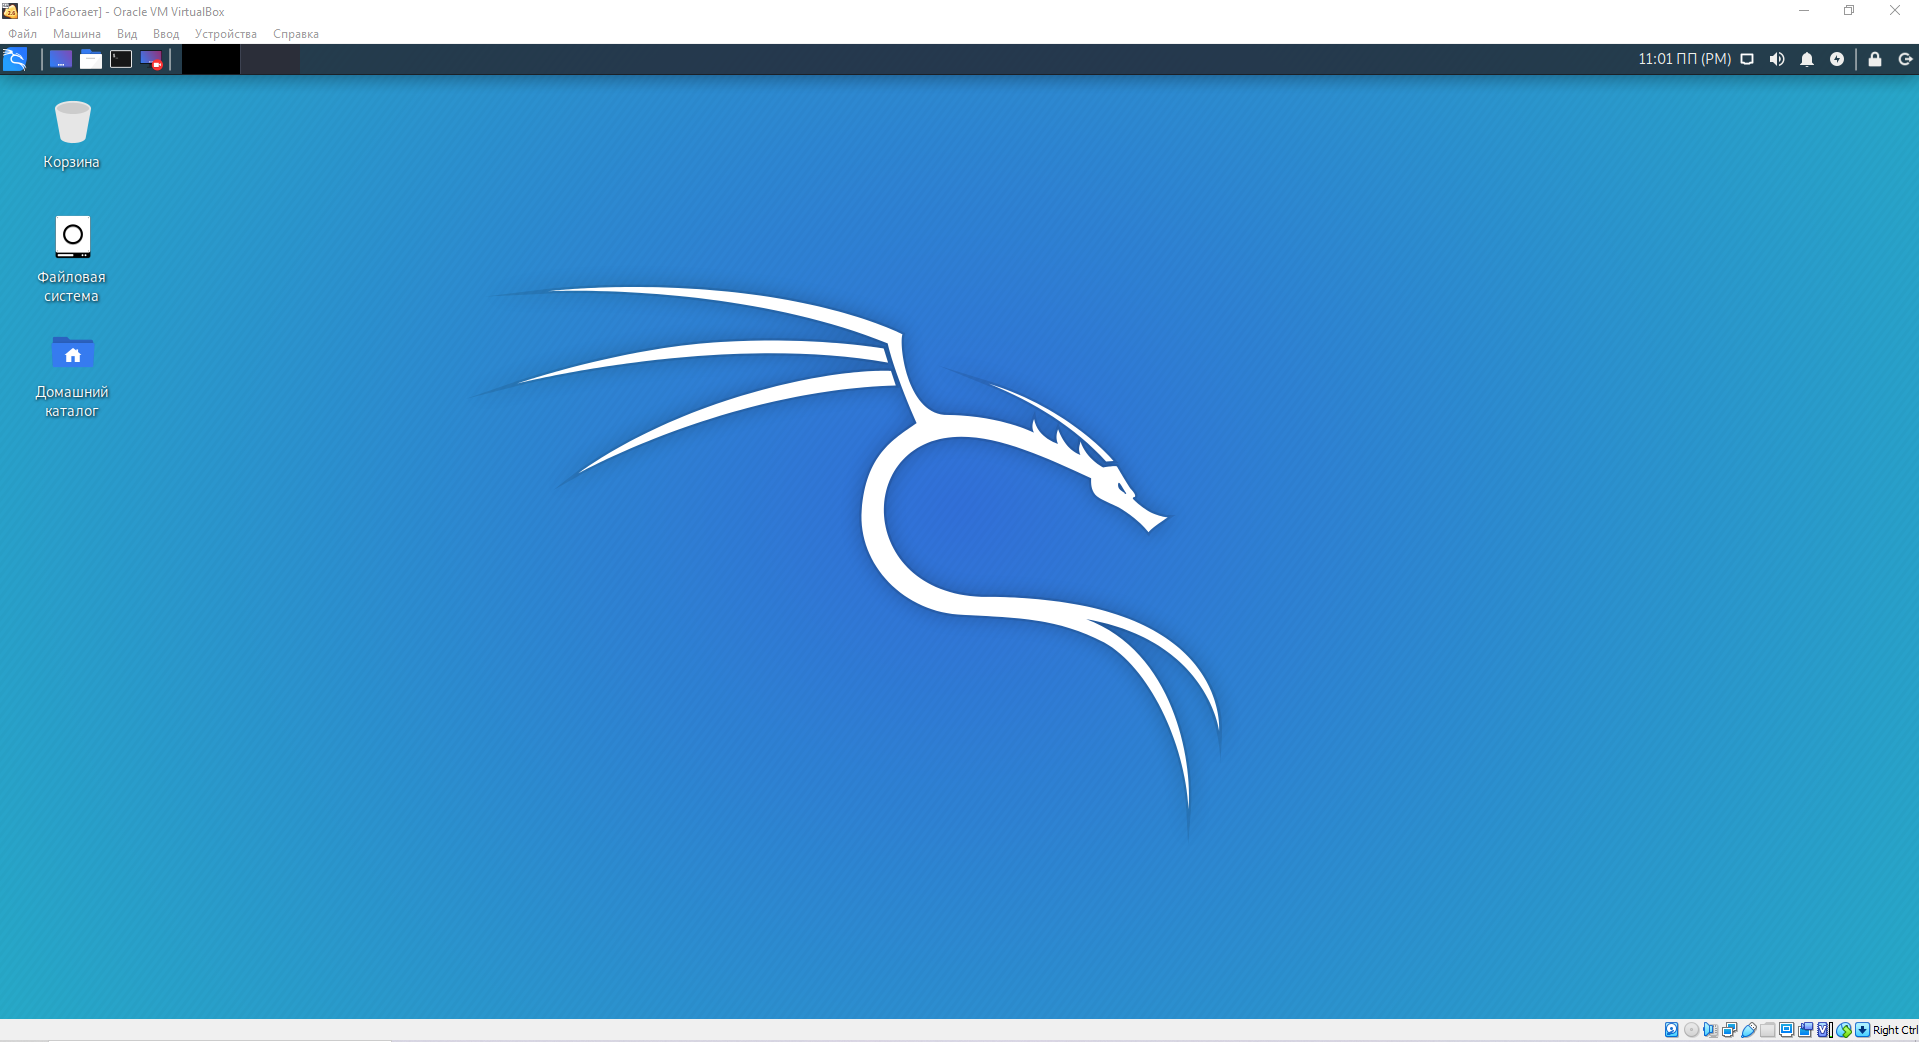 Kali [Работает] - Oracle VM VirtualBox
Файл Машина Вид Ввод Устройства Справка
11:01 ПП (PM)
Корзина
Файловая
система
Домашний
каталог
Right Ctrl